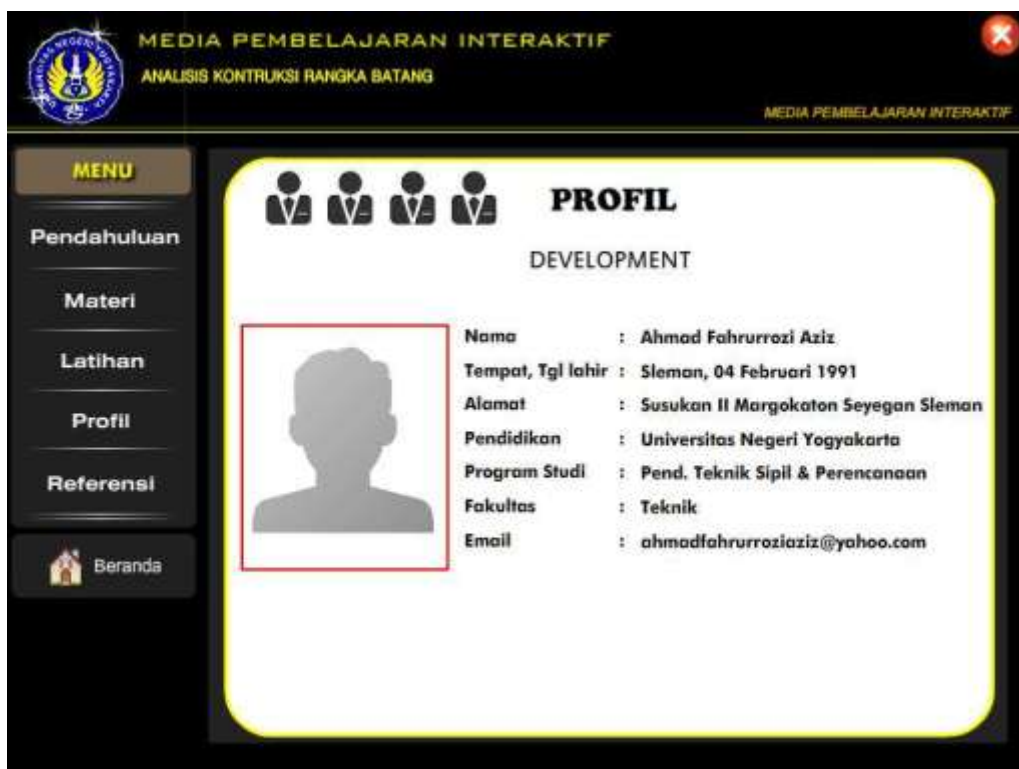 MEDIA PEMBELAJARAN INTERAKTIF
ANALISIS KONTRUKSI RANGKA BATANG
MEDIA PEMBELAJARAN INTERAKTIF
MENU
Pendahuluan
Materi
Latihan
Profil
Referensi
Beranda
PROFIL
DEVELOPMENT
Nama : Ahmad Fahrurrozi Aziz
Tempat, Tgl lahir : Sleman, 04 Februari 1991
Alamat : Susukan II Margokaton Seyegan Sleman
Pendidikan : Universitas Negeri Yogyakarta
Program Studi : Pend. Teknik Sipil & Perencanaan
Fakultas : Teknik
Email : ahmadfahrurroziaziz@yahoo.com